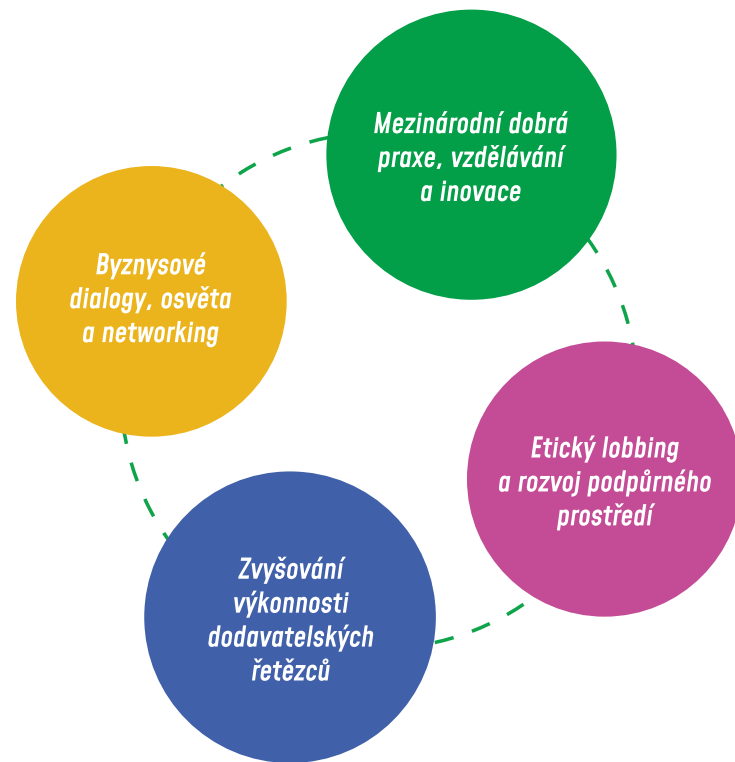 Mezinárodní dobrá
praxe, vzdělávání
a inovace
Byznysové
dialogy, osvěta
a networking
Etický lobbing
a rozvoj podpůrného
prostředí
Zvyšování
výkonnosti
dodavatelských
řetězců